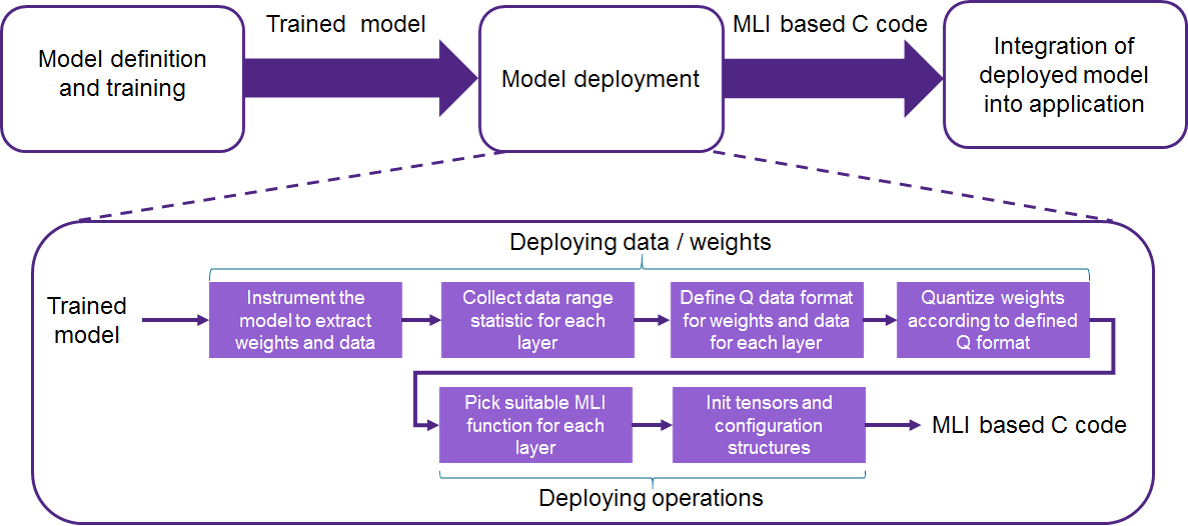 Trained model
MLI based C code
Model definition
and training
Model deployment
Integration of
deployed model
into application
Deploying data / weights
Trained
model
Instrument the
model to extract
weights and data
Collect data range
statistic for each
layer
Define Q data format
for weights and data
for each layer
Quantize weights
according to defined
Q format
Pick suitable MLI
function for each
layer
Init tensors and
configuration
structures
MLI based C code
Deploying operations